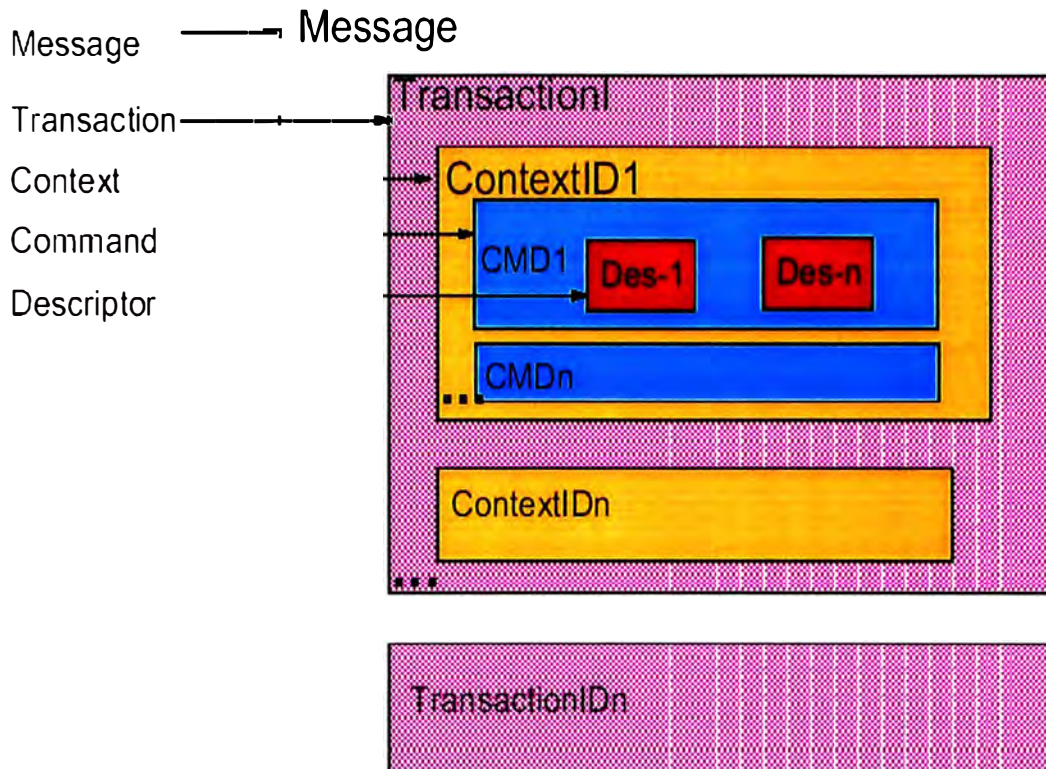 Message
Message
Transaction
TransactionI
Context
ContextID1
Command
CMD1
Des-1
Des-n
Descriptor
CMDn
...
ContextIDn
...
TransactionIDn